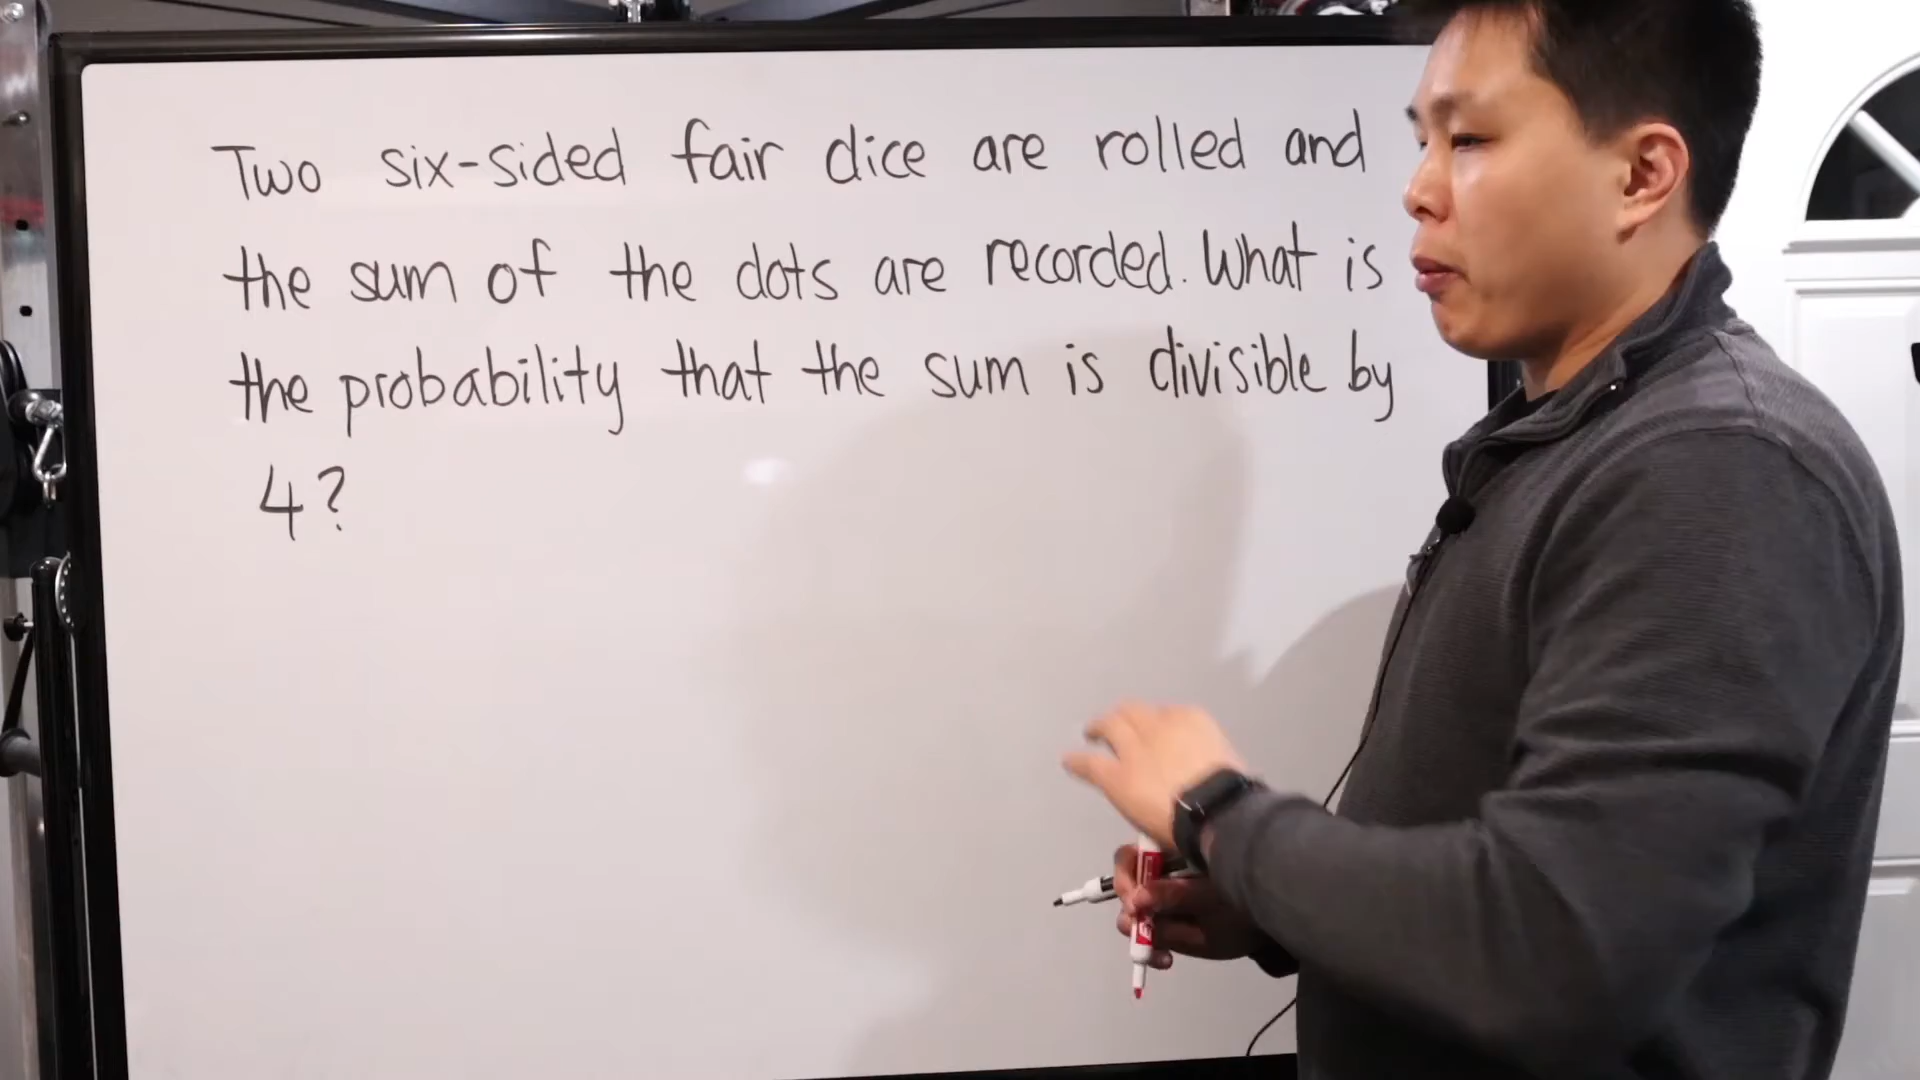 Two six-sided fair dice are rolled and
the sum of the dots are recorded. What is
the probability that the sum is divisible by
4?